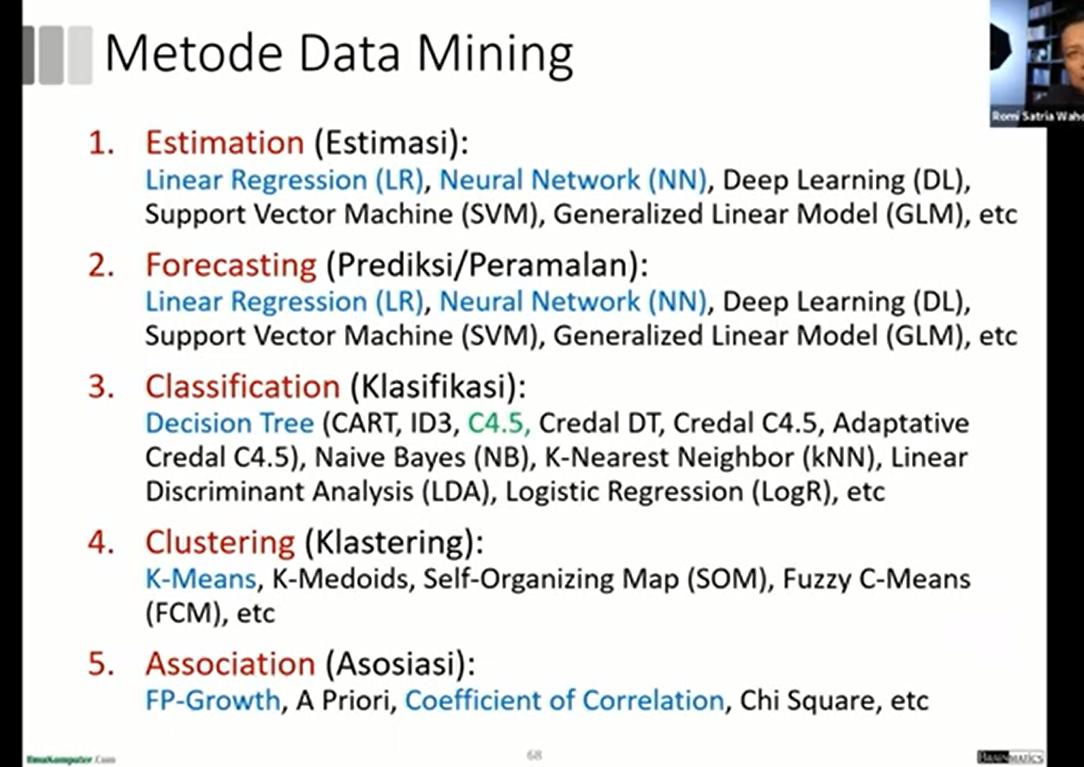 Metode Data Mining
Romi Satria Waho
1. Estimation (Estimasi):
Linear Regression (LR), Neural Network (NN), Deep Learning (DL),
Support Vector Machine (SVM), Generalized Linear Model (GLM), etc
2. Forecasting (Prediksi/Peramalan):
Linear Regression (LR), Neural Network (NN), Deep Learning (DL),
Support Vector Machine (SVM), Generalized Linear Model (GLM), etc
3. Classification (Klasifikasi):
Decision Tree (CART, ID3, C4.5, Credal DT, Credal C4.5, Adaptative
Credal C4.5), Naive Bayes (NB), K-Nearest Neighbor (kNN), Linear
Discriminant Analysis (LDA), Logistic Regression (LogR), etc
4. Clustering (Klastering):
K-Means, K-Medoids, Self-Organizing Map (SOM), Fuzzy C-Means
(FCM), etc
5. Association (Asosiasi):
FP-Growth, A Priori, Coefficient of Correlation, Chi Square, etc
IlmuKomputer.Com
68
BRAINMATICS